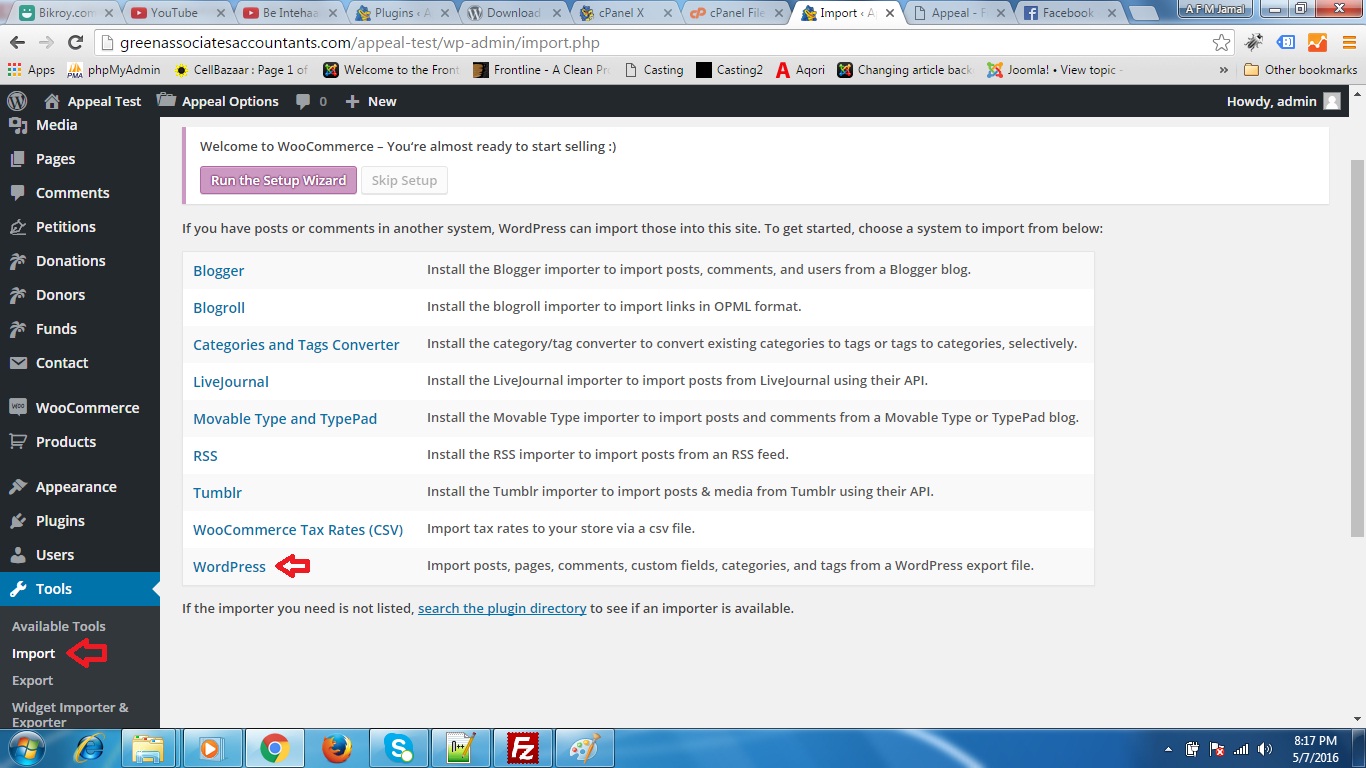 Bikroy.com
YouTube
Be Intehaa
Plugins ‹ A
Download
cPanel X
cPanel File
Import ‹ A
Appeal - F
Facebook
A F M Jamal
greenassociatesaccountants.com/appeal-test/wp-admin/import.php
Apps
phpMyAdmin
CellBazaar : Page 1 of
Welcome to the Front
Frontline - A Clean Pr
Casting
Casting2
Aqori
Changing article back
Joomla! • View topic -
»
Other bookmarks
Appeal Test
Appeal Options
0
New
Howdy, admin
Media
Pages
Comments
Petitions
Donations
Donors
Funds
Contact
WooCommerce
Products
Appearance
Plugins
Users
Tools
Available Tools
Import
Export
Widget Importer &
Exporter
Welcome to WooCommerce – You’re almost ready to start selling :)
Run the Setup Wizard
Skip Setup
If you have posts or comments in another system, WordPress can import those into this site. To get started, choose a system to import from below:
Blogger Install the Blogger importer to import posts, comments, and users from a Blogger blog.
Blogroll Install the blogroll importer to import links in OPML format.
Categories and Tags Converter Install the category/tag converter to convert existing categories to tags or tags to categories, selectively.
LiveJournal Install the LiveJournal importer to import posts from LiveJournal using their API.
Movable Type and TypePad Install the Movable Type importer to import posts and comments from a Movable Type or TypePad blog.
RSS Install the RSS importer to import posts from an RSS feed.
Tumblr Install the Tumblr importer to import posts & media from Tumblr using their API.
WooCommerce Tax Rates (CSV) Import tax rates to your store via a csv file.
WordPress Import posts, pages, comments, custom fields, categories, and tags from a WordPress export file.
If the importer you need is not listed, search the plugin directory to see if an importer is available.
8:17 PM
5/7/2016